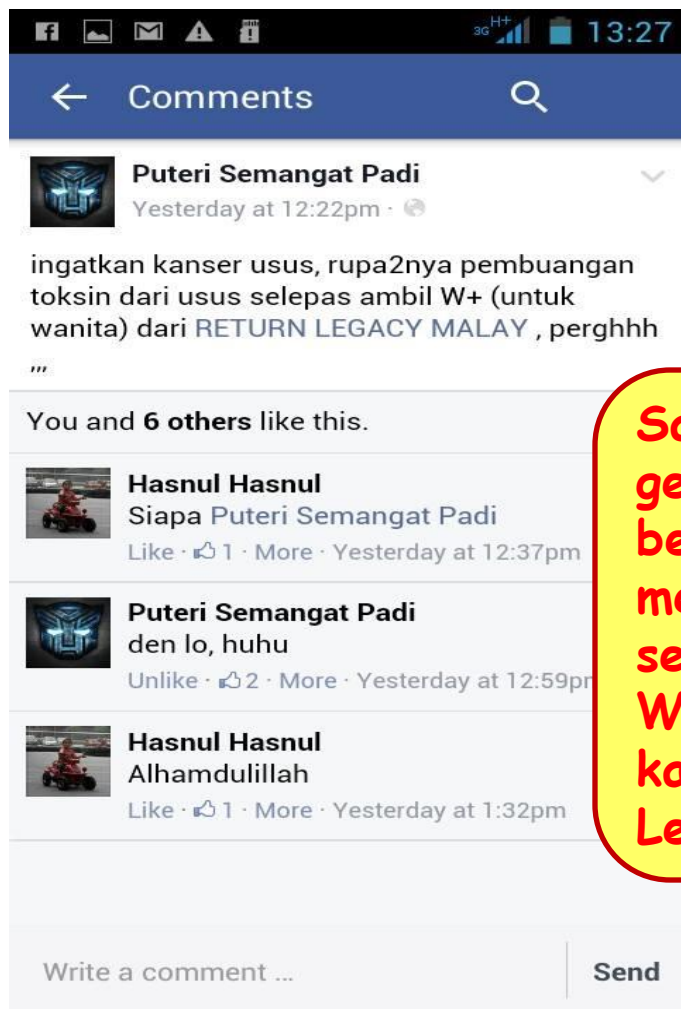 3G H+ 13:27
Comments
Puteri Semangat Padi
Yesterday at 12:22pm ·
ingatkan kanser usus, rupa2nya pembuangan
toksin dari usus selepas ambil W+ (untuk
wanita) dari RETURN LEGACY MALAY , perghhh
,,,
You and 6 others like this.
Hasnul Hasnul
Siapa Puteri Semangat Padi
Like · 1 · More · Yesterday at 12:37pm
Puteri Semangat Padi
den lo, huhu
Unlike · 2 · More · Yesterday at 12:59p
Hasnul Hasnul
Alhamdulillah
Like · 1 · More · Yesterday at 1:32pm
Write a comment ...
Send